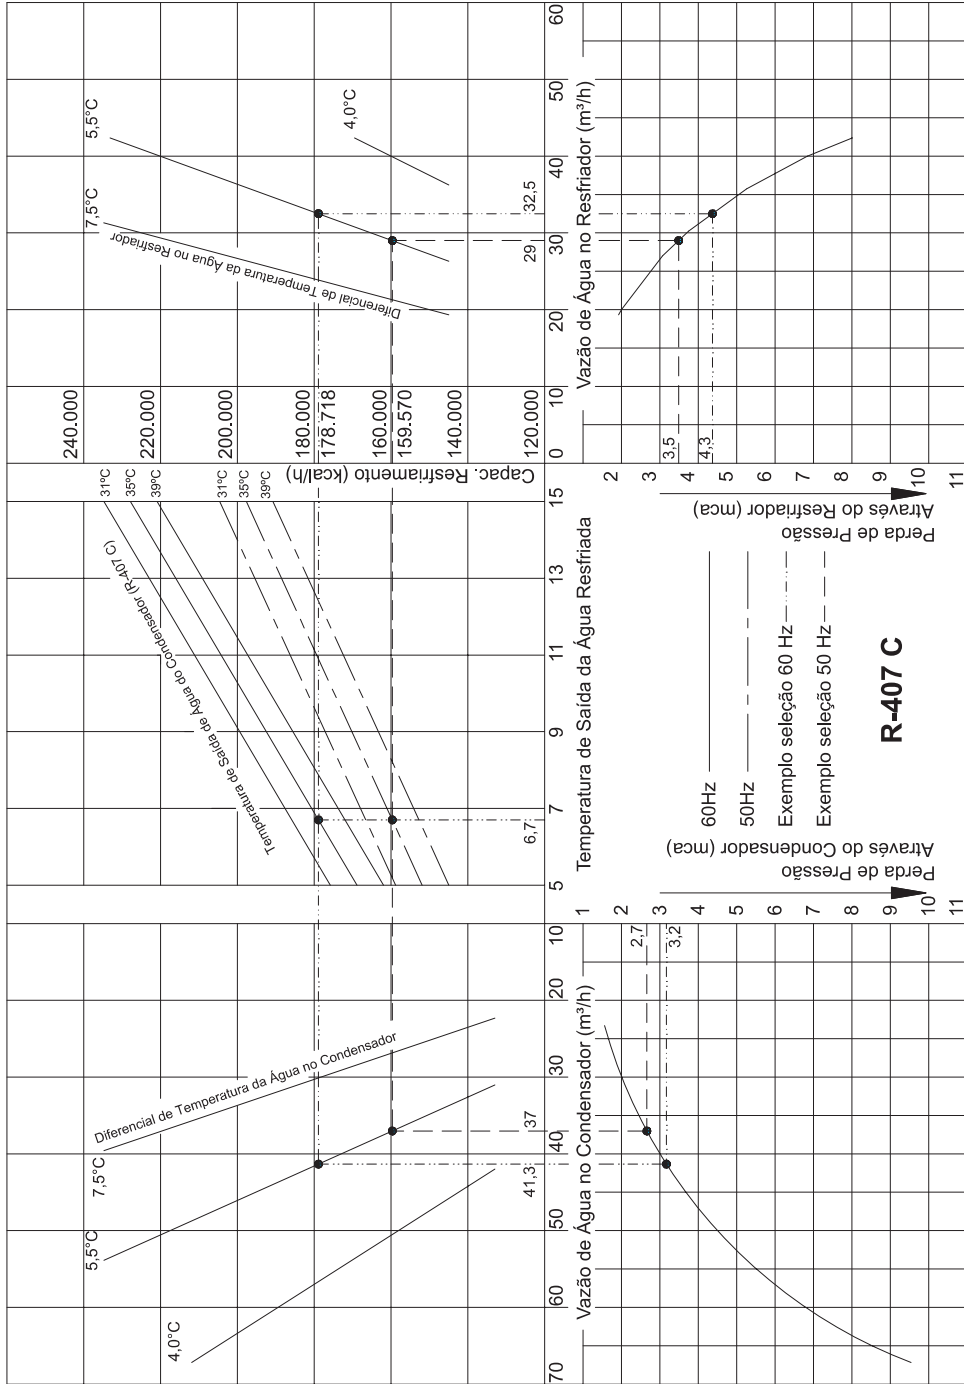 240.000
220.000
200.000
180.000
178.718
160.000
159.570
140.000
120.000
Capac. Resfriamento (kcal/h)
4,0°C
5,5°C
7,5°C
Diferencial de Temperatura da Água no Condensador
41,3
37
70
60
50
40
30
20
10
Vazão de Água no Condensador (m³/h)
Temperatura de Saída de Água do Condensador (R-407 C)
31ºC
35ºC
39ºC
31ºC
35ºC
39ºC
6,7
5
7
9
11
13
15
Temperatura de Saída da Água Resfriada
7,5°C
5,5°C
4,0°C
Diferencial de Temperatura da Água no Resfriador
29
32,5
0
10
20
30
40
50
60
Vazão de Água no Resfriador (m³/h)
1
2
3
4
5
6
7
8
9
10
11
2,7
3,2
Perda de Pressão
Através do Condensador (mca)
60Hz
50Hz
Exemplo seleção 60 Hz
Exemplo seleção 50 Hz
R-407 C
Perda de Pressão
Através do Resfriador (mca)
2
3
4
5
6
7
8
9
10
11
3,5
4,3